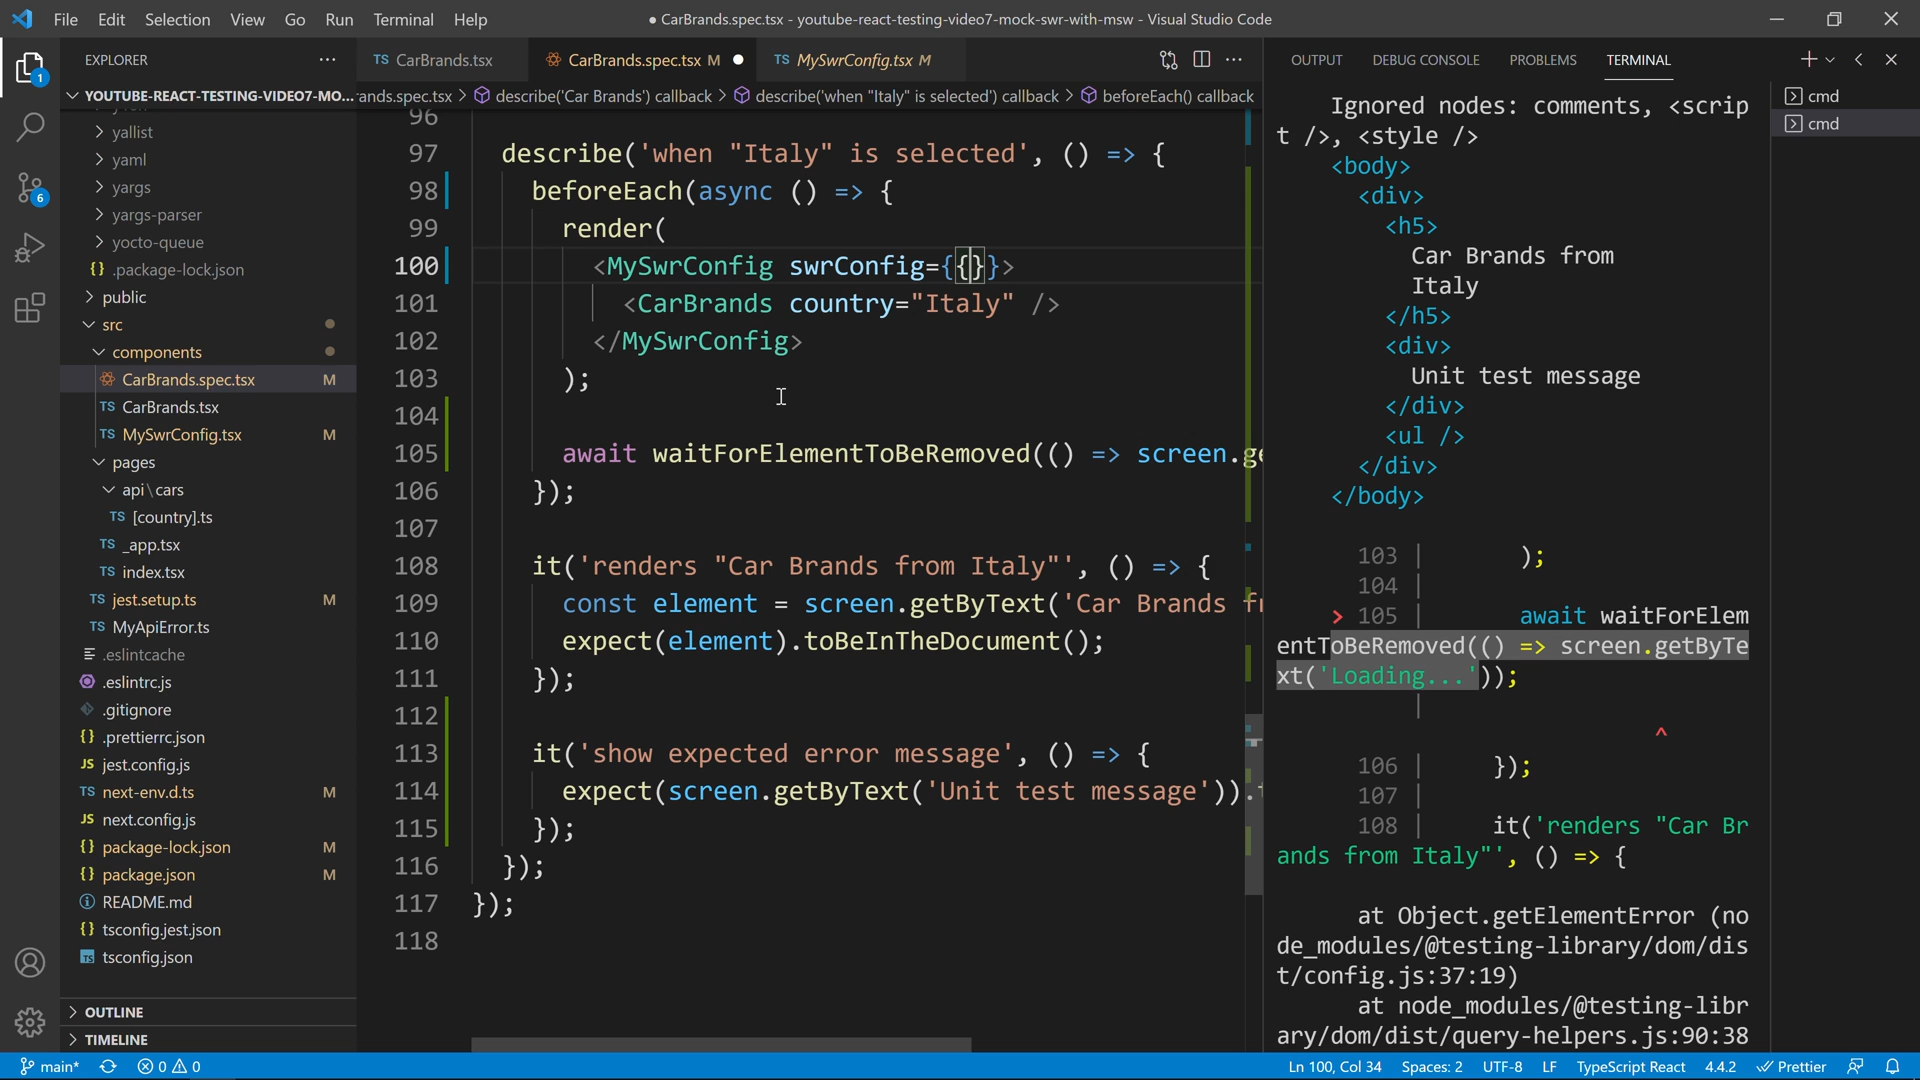 File Edit Selection View Go Run Terminal Help
● CarBrands.spec.tsx - youtube-react-testing-video7-mock-swr-with-msw - Visual Studio Code
EXPLORER
YOUTUBE-REACT-TESTING-VIDEO7-MO...
yallist
yaml
yargs
yargs-parser
yocto-queue
{} .package-lock.json
public
src
components
CarBrands.spec.tsx M
TS CarBrands.tsx
TS MySwrConfig.tsx M
pages
api\cars
TS [country].ts
TS _app.tsx
TS index.tsx
TS jest.setup.ts M
TS MyApiError.ts
.eslintcache
.eslintrc.js
.gitignore
{} .prettierrc.json
JS jest.config.js
TS next-env.d.ts M
JS next.config.js
{} package-lock.json M
{} package.json M
README.md
{} tsconfig.jest.json
TS tsconfig.json
OUTLINE
TIMELINE
1
6
TS CarBrands.tsx
CarBrands.spec.tsx M ●
TS MySwrConfig.tsx M
ands.spec.tsx > describe('Car Brands') callback > describe('when "Italy" is selected') callback > beforeEach() callback
96
97 describe('when "Italy" is selected', () => {
98 beforeEach(async () => {
99 render(
100 <MySwrConfig swrConfig={{}}>
101 <CarBrands country="Italy" />
102 </MySwrConfig>
103 );
104
105 await waitForElementToBeRemoved(() => screen.ge
106 });
107
108 it('renders "Car Brands from Italy"', () => {
109 const element = screen.getByText('Car Brands fr
110 expect(element).toBeInTheDocument();
111 });
112
113 it('show expected error message', () => {
114 expect(screen.getByText('Unit test message')).t
115 });
116 });
117 });
118
OUTPUT DEBUG CONSOLE PROBLEMS TERMINAL
cmd
cmd
Ignored nodes: comments, <scrip
t />, <style />
<body>
<div>
<h5>
Car Brands from
Italy
</h5>
<div>
Unit test message
</div>
<ul />
</div>
</body>
103 | );
104 |
> 105 | await waitForElem
entToBeRemoved(() => screen.getByTe
xt('Loading...'));
|
^
106 | });
107 |
108 | it('renders "Car Br
ands from Italy"', () => {
at Object.getElementError (no
de_modules/@testing-library/dom/dis
t/config.js:37:19)
at node_modules/@testing-libr
ary/dom/dist/query-helpers.js:90:38
main* 0 0
Ln 100, Col 34 Spaces: 2 UTF-8 LF TypeScript React 4.4.2 Prettier